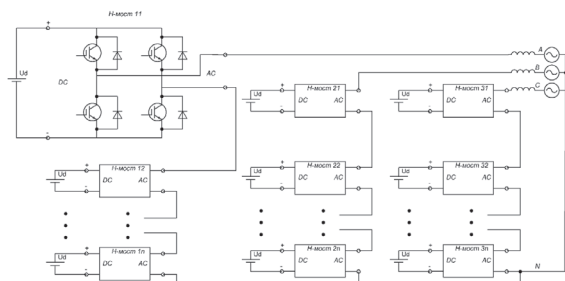 Н-мост 11
+
Ud
DC
AC
-
A
B
C
Н-мост 21
+
Ud
DC
AC
-
Н-мост 31
+
Ud
DC
AC
-
Н-мост 12
+
Ud
DC
AC
-
Н-мост 22
+
Ud
DC
AC
-
Н-мост 32
+
Ud
DC
AC
-
Н-мост 1n
+
Ud
DC
AC
-
Н-мост 2n
+
Ud
DC
AC
-
Н-мост 3n
+
Ud
DC
AC
-
N